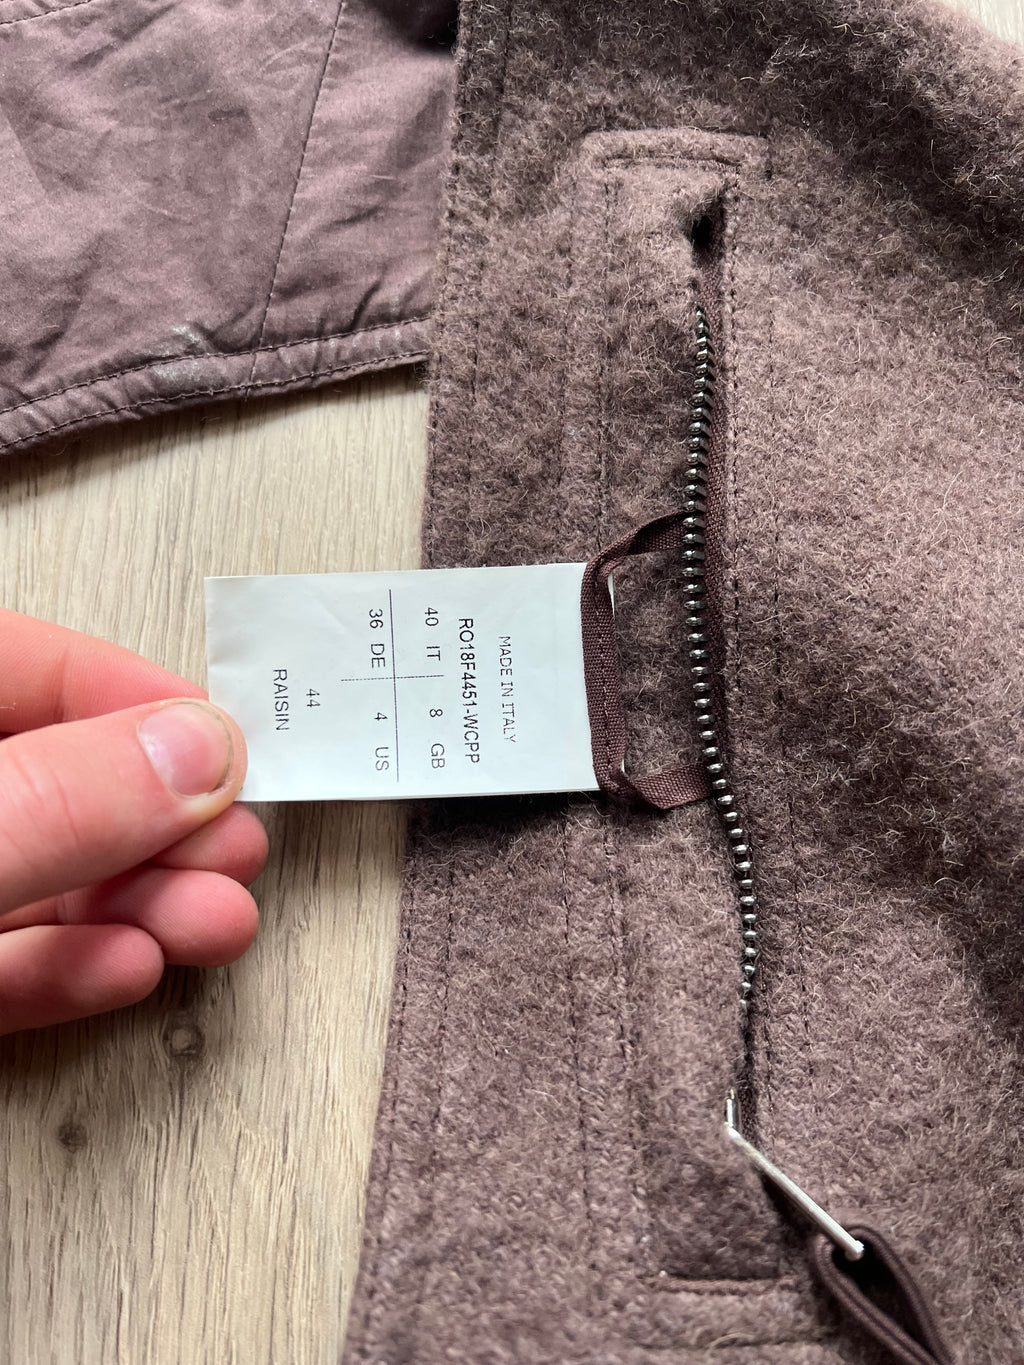 MADE IN ITALY
RO18F4451-WCPP
40 IT 8 GB
36 DE 4 US
44
RAISIN